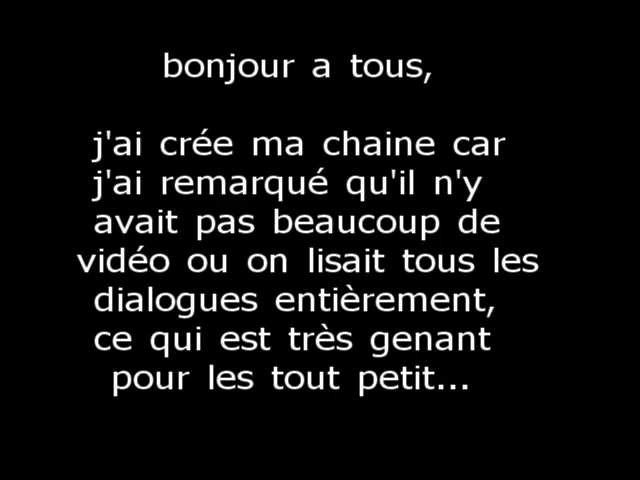 bonjour a tous,
j'ai crée ma chaine car
j'ai remarqué qu'il n'y
avait pas beaucoup de
vidéo ou on lisait tous les
dialogues entièrement,
ce qui est très genant
pour les tout petit...